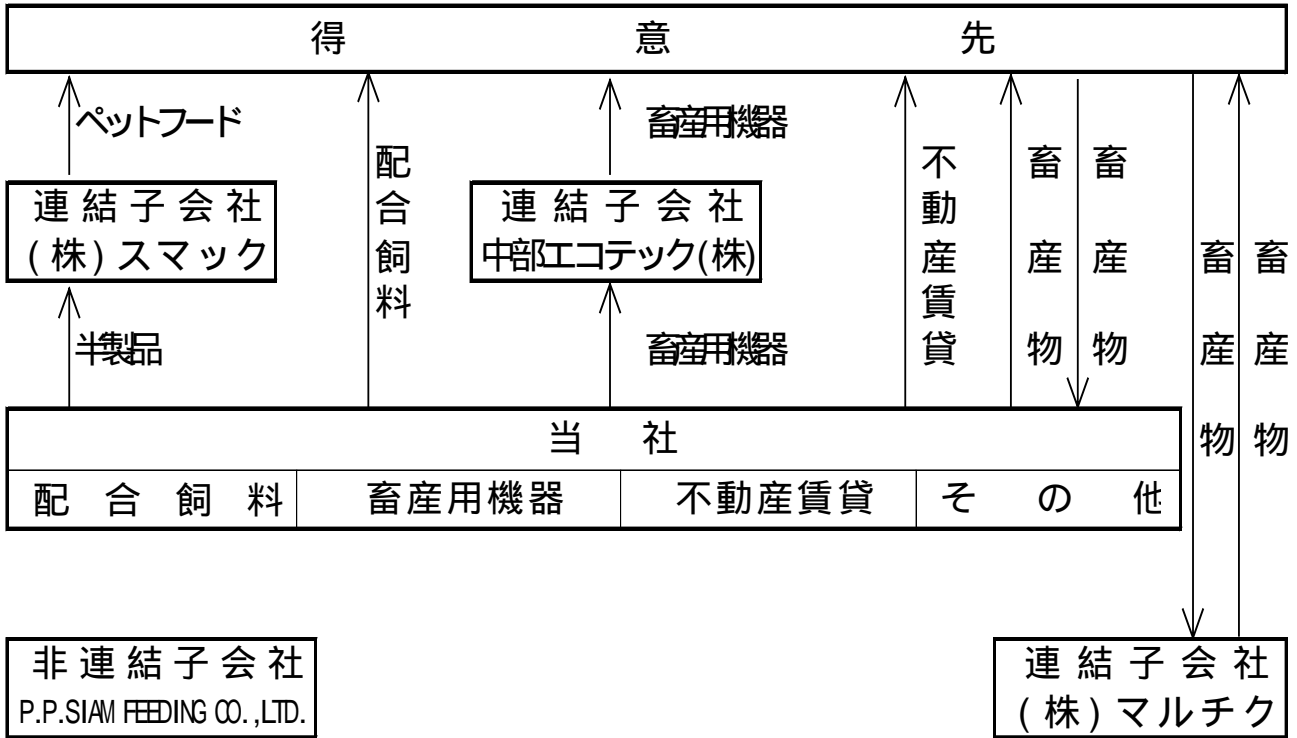 得意先
ペットフード
畜産用機器
配合飼料
不動産賃貸
畜産物
畜産物
畜産物
畜産物
連結子会社
(株)スマック
連結子会社
中部エコテック(株)
半製品
畜産用機器
当社
配合飼料
畜産用機器
不動産賃貸
その他
非連結子会社
P.P.SIAM FEEDING CO.,LTD.
連結子会社
(株)マルチク